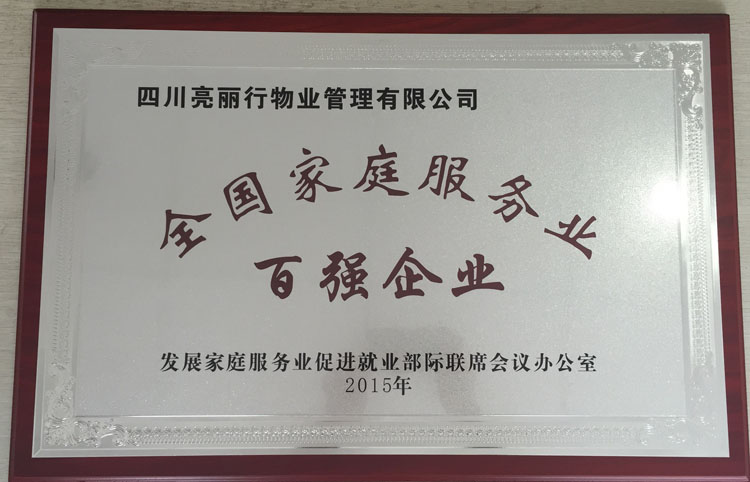 四川亮丽行物业管理有限公司
全国家庭服务业
百强企业
发展家庭服务业促进就业部际联席会议办公室
2015年